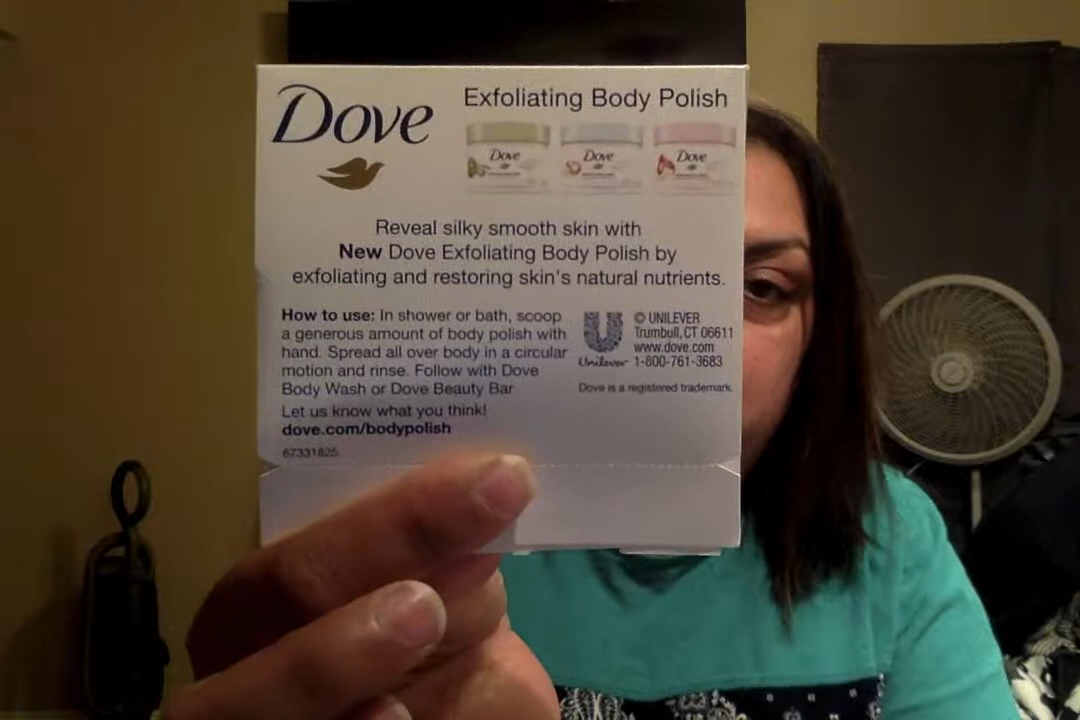 Dove
Exfoliating Body Polish
Dove
Dove
Dove
Reveal silky smooth skin with
New Dove Exfoliating Body Polish by
exfoliating and restoring skin's natural nutrients.
How to use: In shower or bath, scoop
a generous amount of body polish with
hand. Spread all over body in a circular
motion and rinse. Follow with Dove
Body Wash or Dove Beauty Bar
Let us know what you think!
dove.com/bodypolish
67331825
© UNILEVER
Trumbull, CT 06611
www.dove.com
Unilever 1-800-761-3683
Dove is a registered trademark.